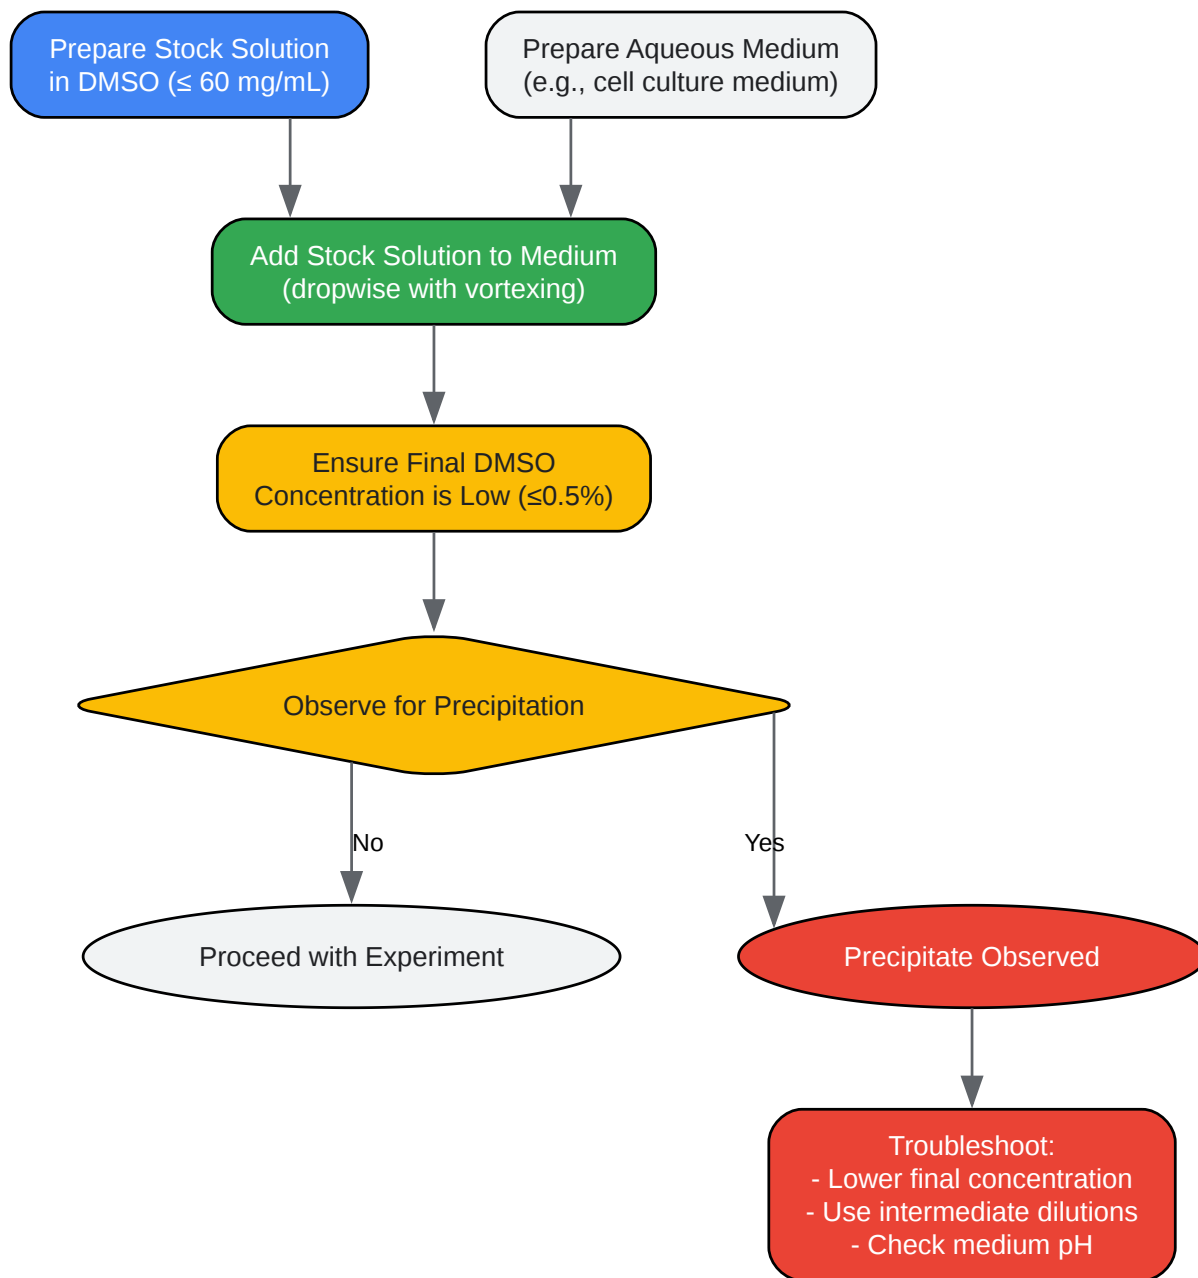 Prepare Stock Solution
in DMSO (≤ 60 mg/mL)
Prepare Aqueous Medium
(e.g., cell culture medium)
Add Stock Solution to Medium
(dropwise with vortexing)
Ensure Final DMSO
Concentration is Low (≤0.5%)
Observe for Precipitation
No
Yes
Proceed with Experiment
Precipitate Observed
Troubleshoot:
- Lower final concentration
- Use intermediate dilutions
- Check medium pH